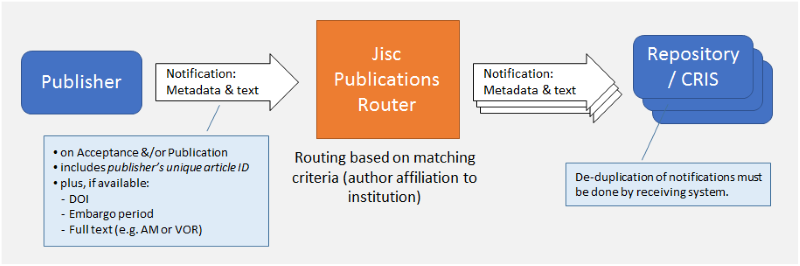 Publisher
Notification:
Metadata & text
Jisc
Publications
Router
Notification:
Metadata & text
Repository
/ CRIS
• on Acceptance &/or Publication
• includes publisher's unique article ID
• plus, if available:
- DOI
- Embargo period
- Full text (e.g. AM or VOR)
Routing based on matching
criteria (author affiliation to
institution)
De-duplication of notifications must
be done by receiving system.